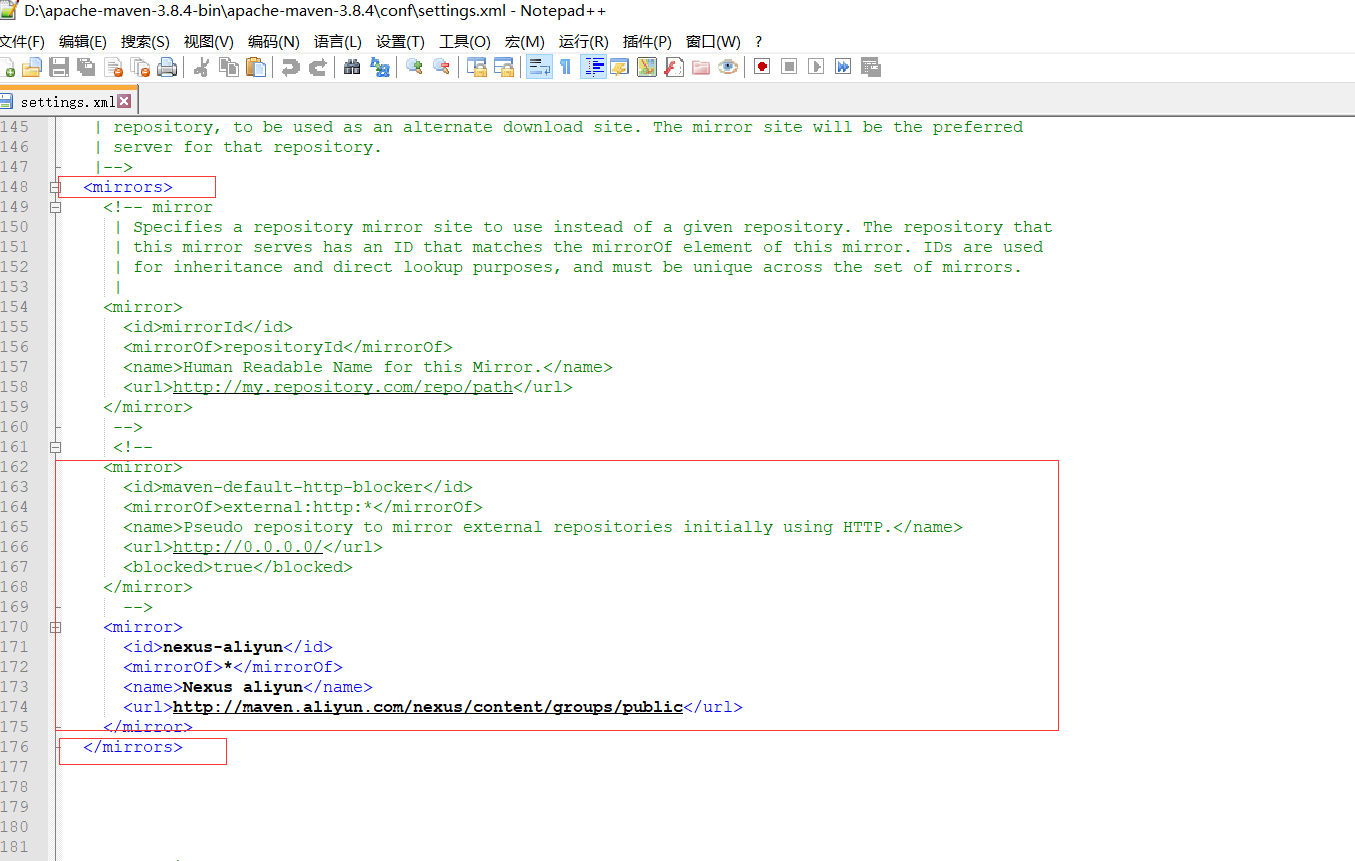 D:\apache-maven-3.8.4-bin\apache-maven-3.8.4\conf\settings.xml - Notepad++
文件(F) 编辑(E) 搜索(S) 视图(V) 编码(N) 语言(L) 设置(T) 工具(O) 宏(M) 运行(R) 插件(P) 窗口(W) ?
settings.xml
145 | repository, to be used as an alternate download site. The mirror site will be the preferred
146 | server for that repository.
147 |-->
148 <mirrors>
149 <!-- mirror
150 | Specifies a repository mirror site to use instead of a given repository. The repository that
151 | this mirror serves has an ID that matches the mirrorOf element of this mirror. IDs are used
152 | for inheritance and direct lookup purposes, and must be unique across the set of mirrors.
153 |
154 <mirror>
155 <id>mirrorId</id>
156 <mirrorOf>repositoryId</mirrorOf>
157 <name>Human Readable Name for this Mirror.</name>
158 <url>http://my.repository.com/repo/path</url>
159 </mirror>
160 -->
161 <!--
162 <mirror>
163 <id>maven-default-http-blocker</id>
164 <mirrorOf>external:http:*</mirrorOf>
165 <name>Pseudo repository to mirror external repositories initially using HTTP.</name>
166 <url>http://0.0.0.0/</url>
167 <blocked>true</blocked>
168 </mirror>
169 -->
170 <mirror>
171 <id>nexus-aliyun</id>
172 <mirrorOf>*</mirrorOf>
173 <name>Nexus aliyun</name>
174 <url>http://maven.aliyun.com/nexus/content/groups/public</url>
175 </mirror>
176 </mirrors>
177
178
179
180
181